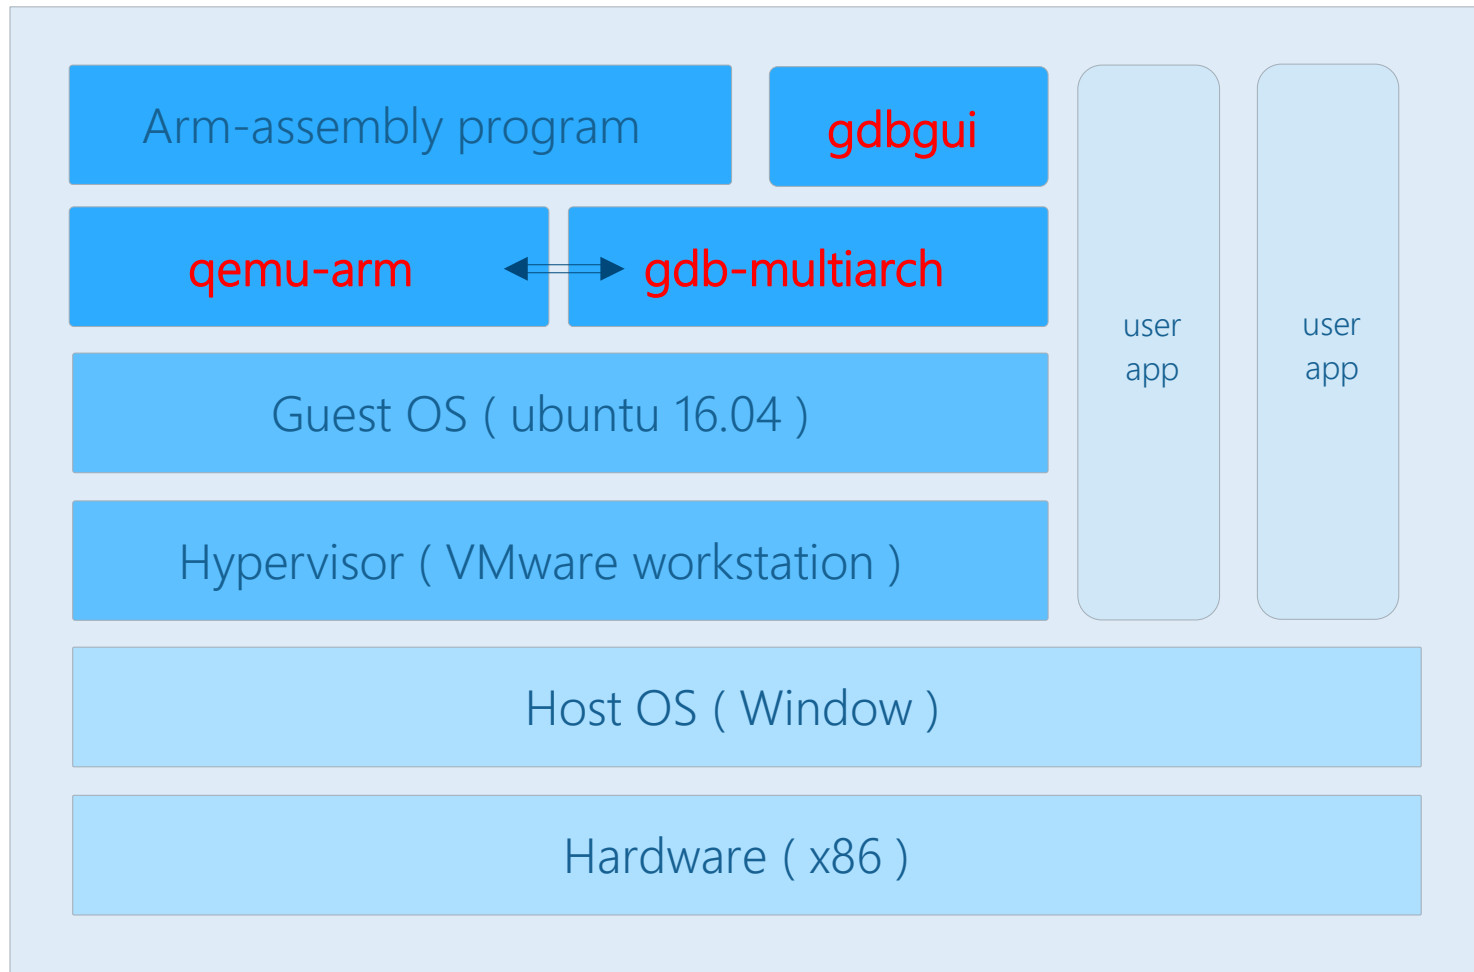 Arm-assembly program
gdbgui
qemu-arm
gdb-multiarch
user
app
user
app
Guest OS ( ubuntu 16.04 )
Hypervisor ( VMware workstation )
Host OS ( Window )
Hardware ( x86 )